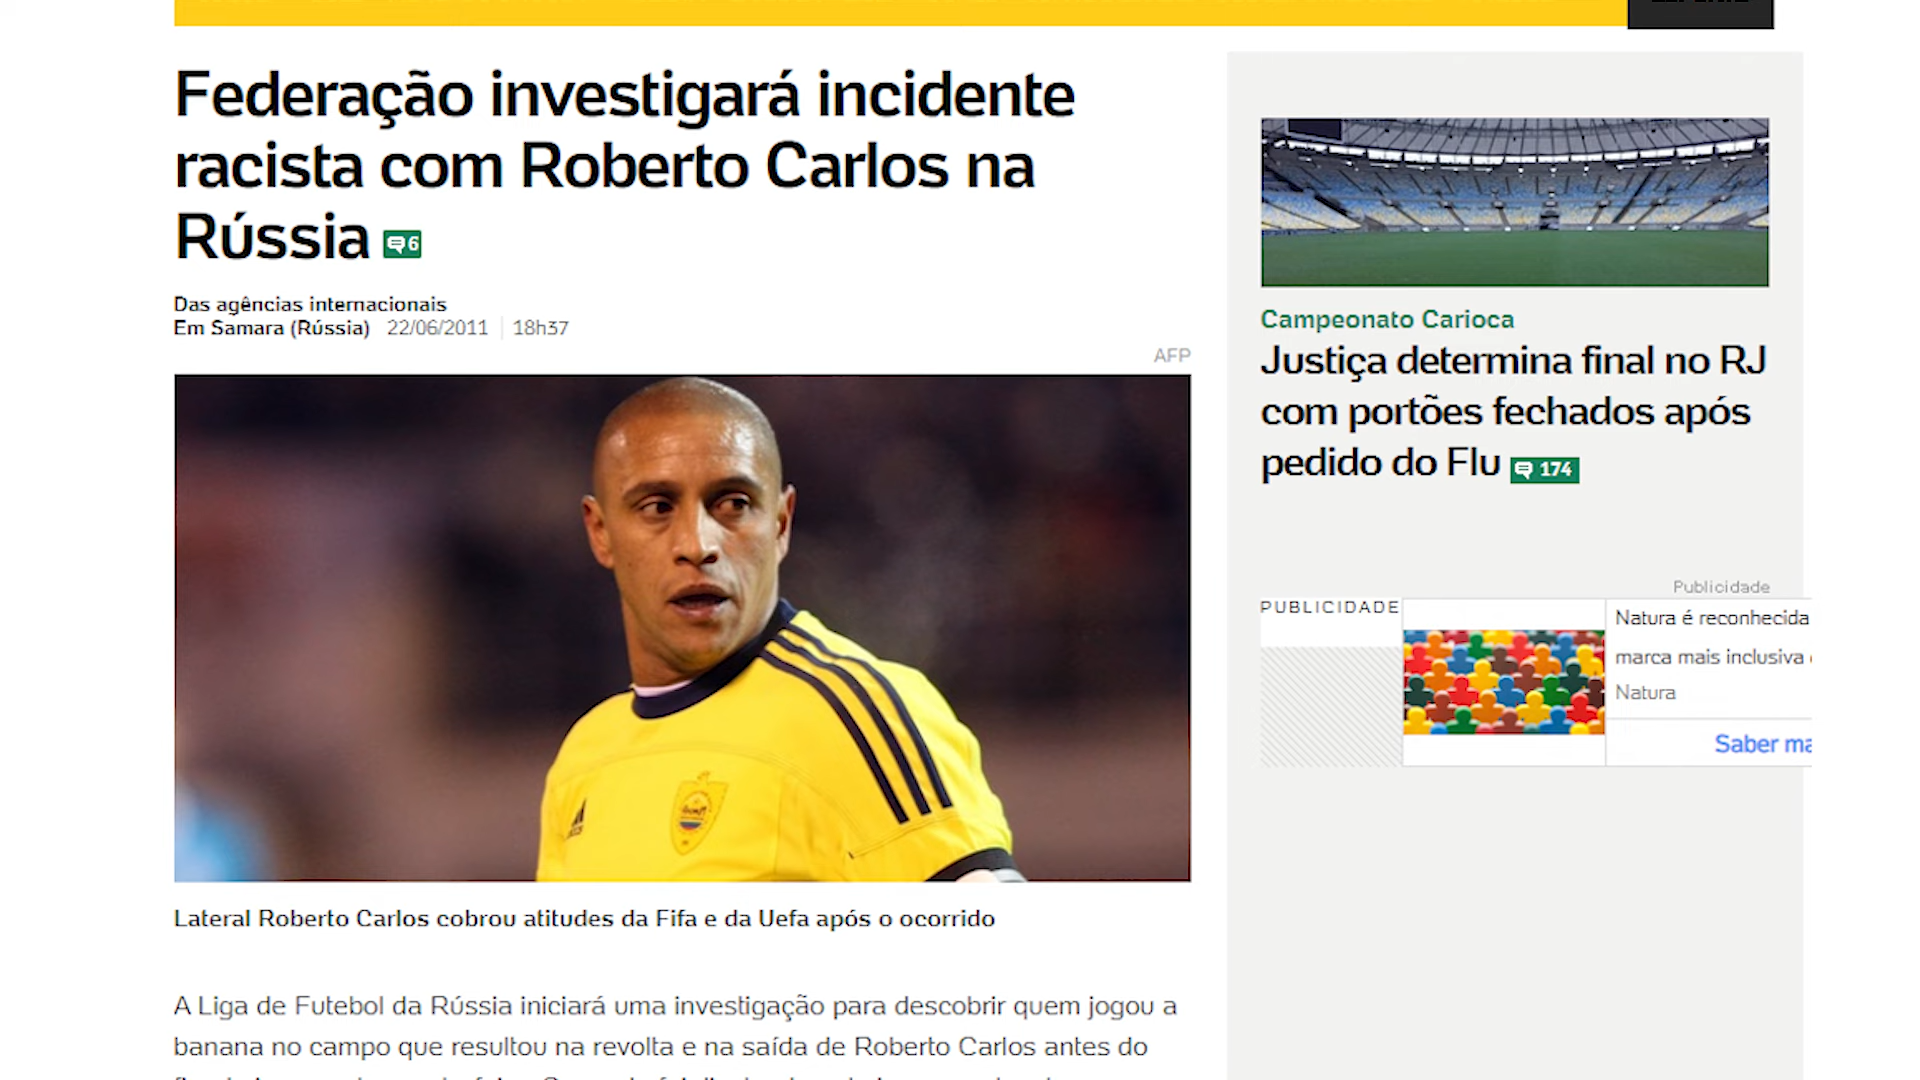 Federação investigará incidente
racista com Roberto Carlos na
Rússia 6
Das agências internacionais
Em Samara (Rússia) 22/06/2011 18h37
AFP
Lateral Roberto Carlos cobrou atitudes da Fifa e da Uefa após o ocorrido
A Liga de Futebol da Rússia iniciará uma investigação para descobrir quem jogou a
banana no campo que resultou na revolta e na saída de Roberto Carlos antes do
Campeonato Carioca
Justiça determina final no RJ
com portões fechados após
pedido do Flu 174
Publicidade
PUBLICIDADE
Natura é reconhecida
marca mais inclusiva
Natura
Saber ma